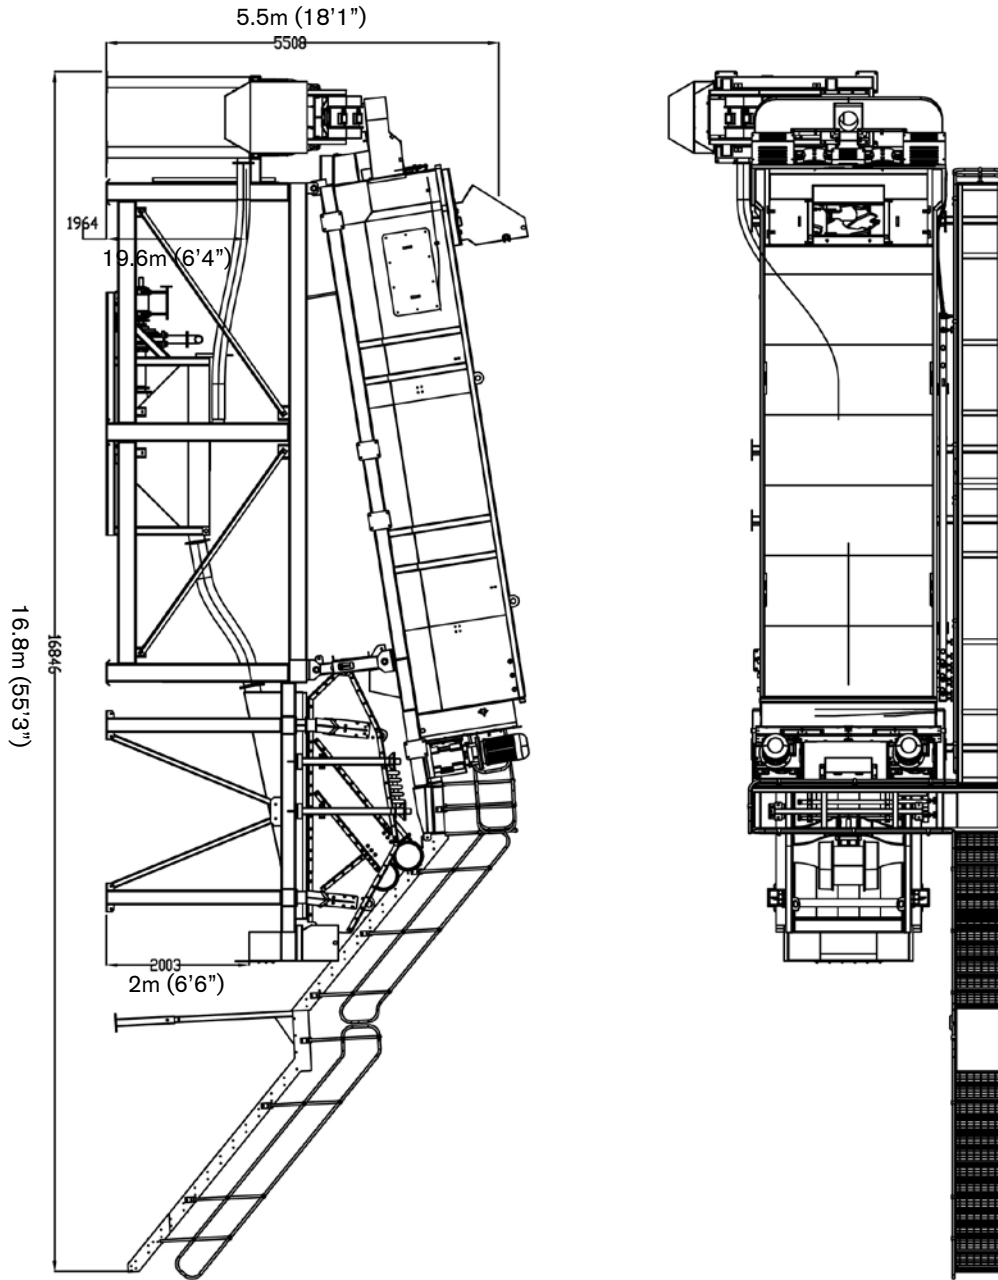 5.5m (18’1”)
5508
1964
19.6m (6’4”)
16.8m (55’3”)
16846
2003
2m (6’6”)